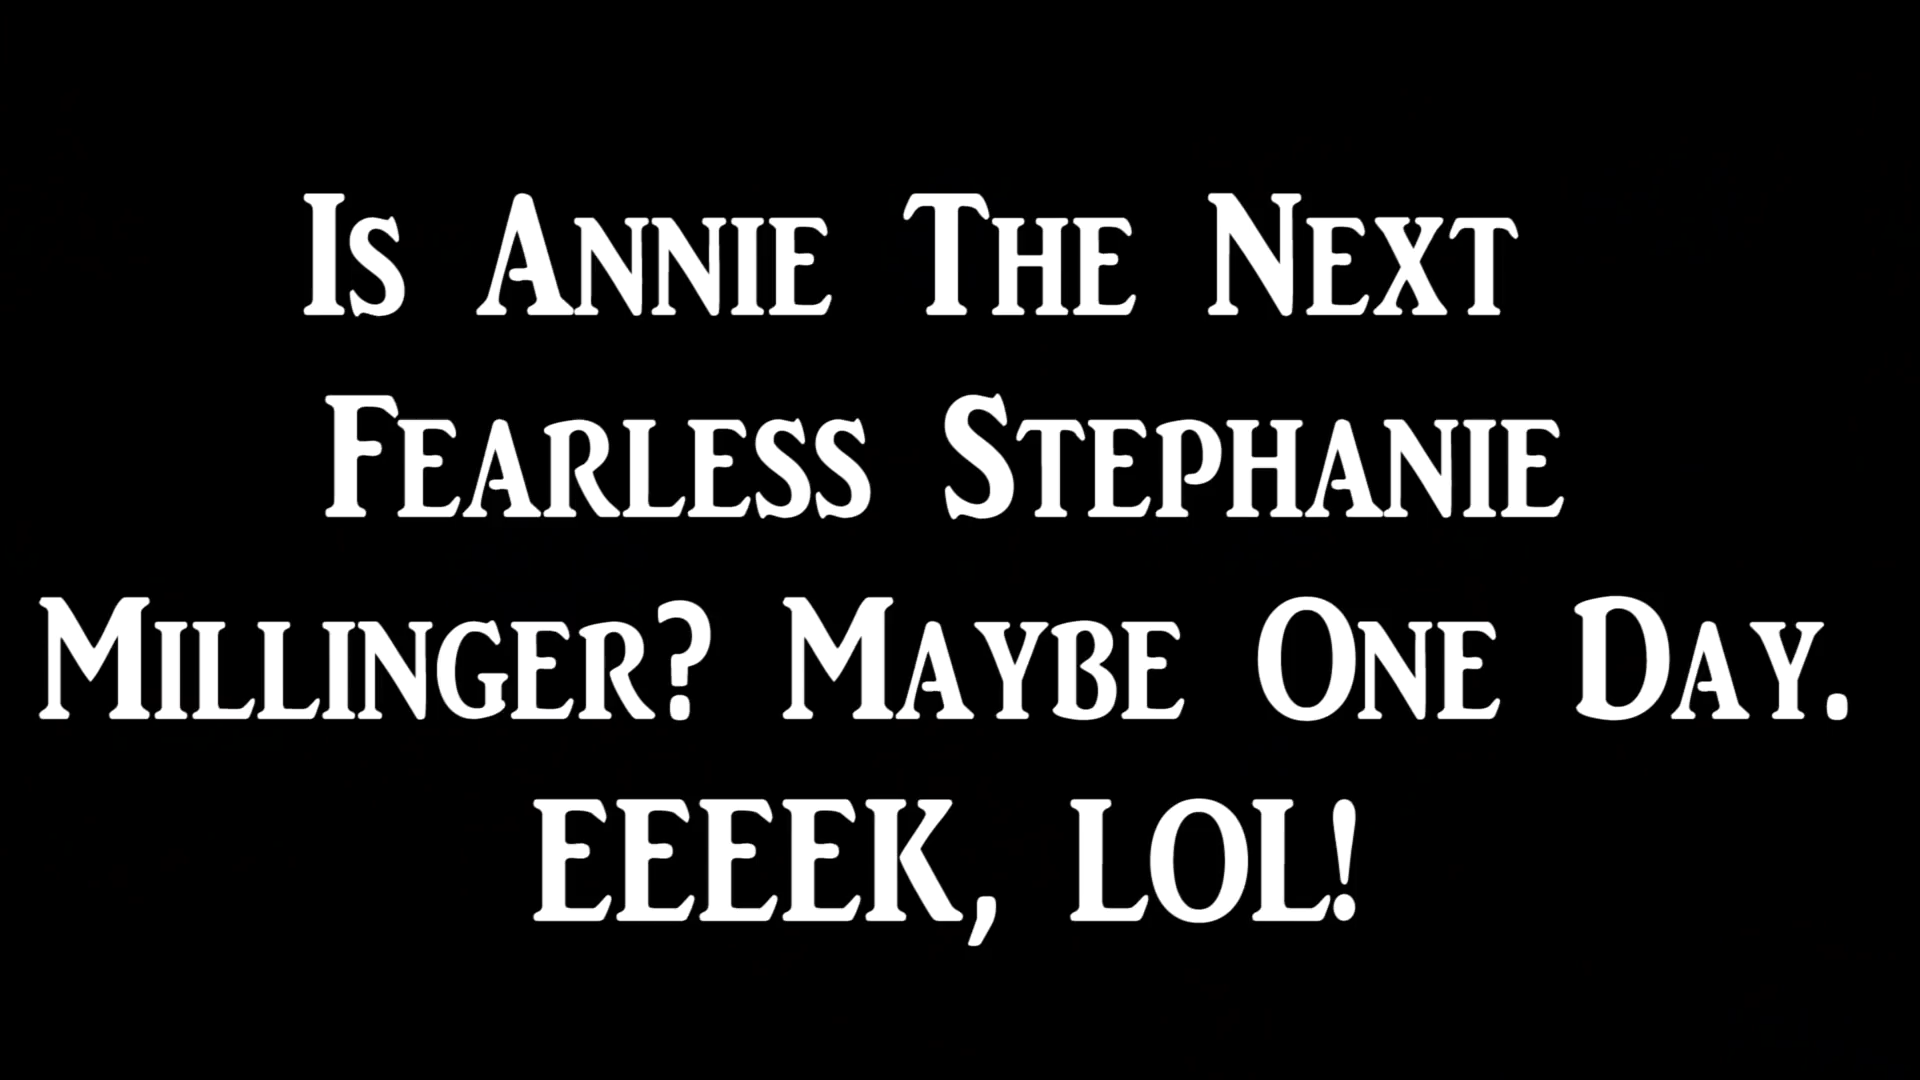 Is Annie The Next
Fearless Stephanie
Millinger? Maybe One Day.
EEEEK, LOL!